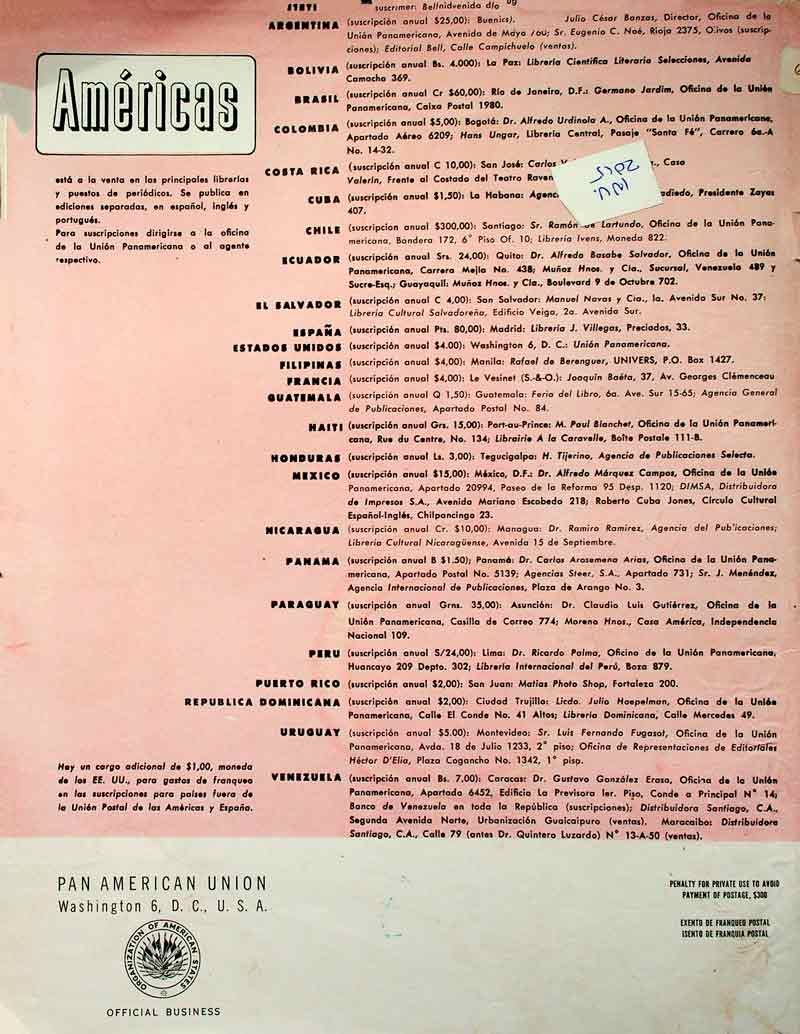 ARGENTINA (suscripción anual $25,00): Julio César Banzas, Director, Oficina de la
Unión Panamericana, Avenida de Mayo Sr. Eugenio C. Noé, Rioja 2375, Olivos (suscrip-
ciones); Editorial Bell, Calle Campichuelo (ventas).
BOLIVIA (suscripción anual Bs. 4.000): La Paz: Librería Científica Literaria Selecciones, Avenida
Camacho 369.
BRASIL (suscripción anual Cr $60,00): Río de Janeiro, D.F.: Germano Jardim, Oficina de la Unión
Panamericana, Caixa Postal 1980.
COLOMBIA (suscripción anual $5,00): Bogotá: Dr. Alfredo Urdinola A., Oficina de la Unión Panamericana,
Apartado Aéreo 6209; Hans Ungar, Librería Central, Pasaje "Santa Fé", Carrero 6a.-A
No. 14-32.
COSTA RICA (suscripción anual C 10,00): San José: Carlos Casa
Valerín, Frente al Costado del Teatro Raven
CUBA (suscripción anual $1,50): La Habana: Presidente Zayas
407.
CHILE (suscripcion anual $300,00): Santiago: Sr. Ramón de Lartundo, Oficina de la Unión Pana-
mericana, Bandera 172, 6° Piso Of. 10; Librería Ivens, Moneda 822.
ECUADOR (suscripción anual Srs. 24,00): Quito: Dr. Alfredo Basabe Salvador, Oficina de la Unión
Panamericana, Carrera Mejía No. 438; Muñoz Hnos. y Cía., Sucursal, Venezuela 489 y
Sucre-Esq.; Guayaquil: Muñoz Hnos. y Cía., Boulevard 9 de Octubre 702.
EL SALVADOR (suscripción anual C 4,00): San Salvador: Manuel Navas y Cía., la. Avenida Sur No. 37:
Librería Cultural Salvadoreña, Edificio Veiga, 2a. Avenida Sur.
ESPAÑA (suscripción anual Pts. 80,00): Madrid: Librería J. Villegas, Preciados, 33.
ESTADOS UNIDOS (suscripción anual $4.00): Washington 6, D. C.: Unión Panamericana.
FILIPINAS (suscripción anual $4,00): Manila: Rafael de Berenguer, UNIVERS, P.O. Box 1427.
FRANCIA (suscripción anual $4,00): Le Vesinet (S.-&-O.): Joaquín Baéta, 37, Av. Georges Clémenceau
GUATEMALA (suscripción anual Q 1,50): Guatemala: Feria del Libro, 6a. Ave. Sur 15-65; Agencia General
de Publicaciones, Apartado Postal No. 84.
HAITI (suscripción anual Grs. 15,00): Port-au-Prince: M. Paul Blanchet, Oficina de la Unión Panameri-
cana, Rue du Centre, No. 134; Librairie A la Caravelle, Boîte Postale 111-B.
HONDURAS (suscripción anual Ls. 3,00): Tegucigalpa: H. Tijerino, Agencia de Publicaciones Selecta.
MEXICO (suscripción anual $15,00): México, D.F.: Dr. Alfredo Márquez Campos, Oficina de la Unión
Panamericana, Apartado 20994, Paseo de la Reforma 95 Desp. 1120; DIMSA, Distribuidora
de Impresos S.A., Avenida Mariano Escobedo 218; Roberto Cuba Jones, Círculo Cultural
Español-Inglés, Chilpancingo 23.
NICARAGUA (suscripción anual Cr. $10,00): Managua: Dr. Ramiro Ramírez, Agencia del Publicaciones;
Librería Cultural Nicaragüense, Avenida 15 de Septiembre.
PANAMA (suscripción anual B $1.50); Panamá: Dr. Carlos Arosemena Arias, Oficina de la Unión Pana-
mericana, Apartado Postal No. 5139; Agencias Steer, S.A., Apartado 731; Sr. J. Menéndez,
Agencia Internacional de Publicaciones, Plaza de Arango No. 3.
PARAGUAY (suscripción anual Grns. 35,00): Asunción: Dr. Claudio Luis Gutiérrez, Oficina de la
Unión Panamericana, Casilla de Correo 774; Moreno Hnos., Casa América, Independencia
Nacional 109.
PERU (suscripción anual S/24,00): Lima: Dr. Ricardo Palma, Oficina de la Unión Panamericana,
Huancayo 209 Depto. 302; Librería Internacional del Perú, Boza 879.
PUERTO RICO (suscripción anual $2,00): San Juan: Matías Photo Shop, Fortaleza 200.
REPUBLICA DOMINICANA (suscripción anual $2,00): Ciudad Trujillo: Licdo. Julio Hoepelman, Oficina de la Unión
Panamericana, Calle El Conde No. 41 Altos; Librería Dominicana, Calle Mercedes 49.
URUGUAY (suscripción anual $5.00): Montevideo: Sr. Luis Fernando Fugasot, Oficina de la Unión
Panamericana, Avda. 18 de Julio 1233, 2° piso; Oficina de Representaciones de Editoriales
Héctor D'Elía, Plaza Cogancho No. 1342, 1° pisp.
VENEZUELA (suscripción anual Bs. 7,00): Caracas: Dr. Gustavo González Eraso, Oficina de la Unión
Panamericana, Apartado 6452, Edificio La Previsora ler. Piso, Conde a Principal N° 14;
Banco de Venezuela en toda la República (suscripciones); Distribuidora Santiago, C.A.,
Segunda Avenida Norte, Urbanización Guaicaipuro (ventas). Maracaibo: Distribuidora
Santiago, C.A., Calle 79 (antes Dr. Quintero Luzardo) N° 13-A-50 (ventas).
Américas
está a la venta en las principales librerías
y puestos de periódicos. Se publica en
ediciones separadas, en español, inglés y
portugués.
Para suscripciones dirigirse a la oficina
de la Unión Panamericana o al agente
respectivo.
Hay un cargo adicional de $1,00, moneda
de los EE. UU., para gastos de franqueo
en las suscripciones para países fuera de
la Unión Postal de las Américas y España.
PAN AMERICAN UNION
Washington 6, D. C., U. S. A.
ORGANIZATION OF AMERICAN STATES
OFFICIAL BUSINESS
PENALTY FOR PRIVATE USE TO AVOID
PAYMENT OF POSTAGE, $300
EXENTO DE FRANQUEO POSTAL
ISENTO DE FRANQUIA POSTAL